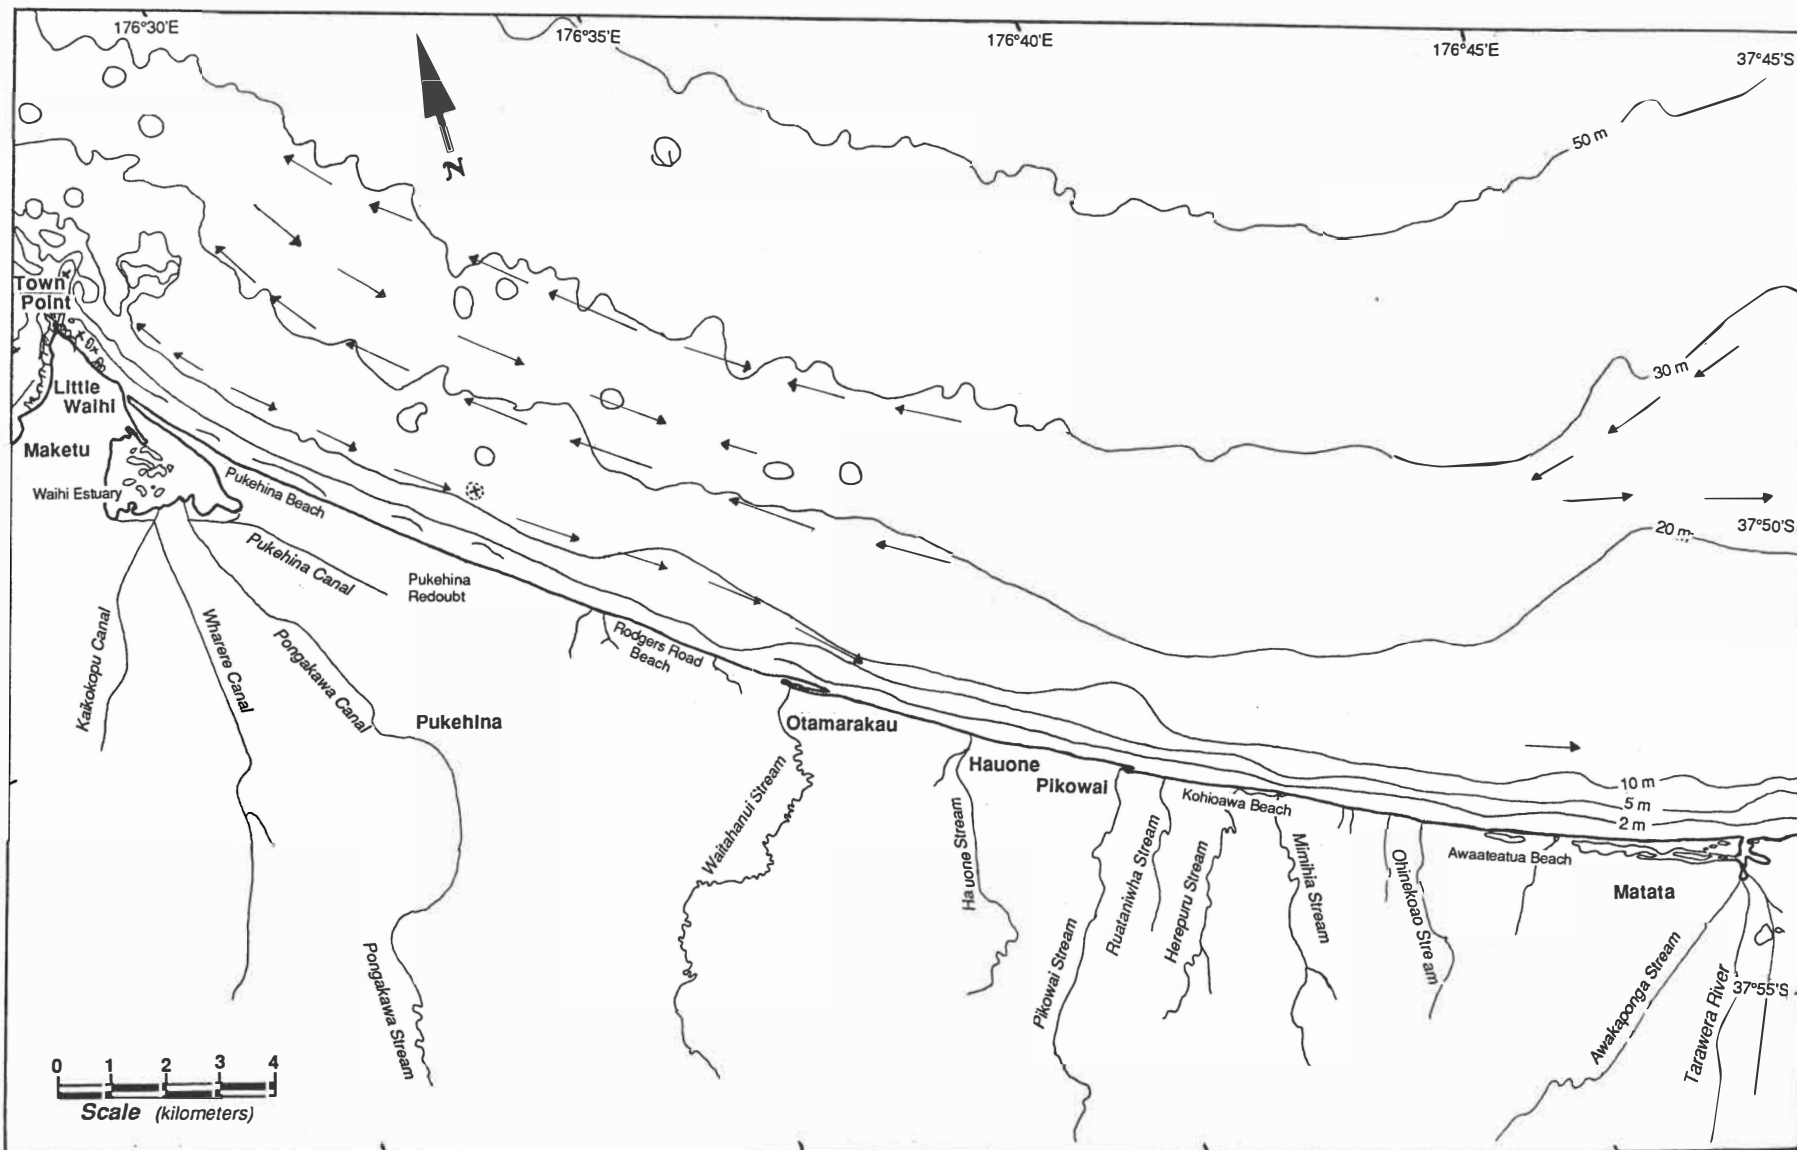 176°30'E
176°35'E
176°40'E
176°45'E
37°45'S
50 m
N
Town
Point
30 m
Little
Waihi
Maketu
Waihi Estuary
Pukehina Beach
20 m
37°50'S
Pukehina Canal
Pukehina
Redoubt
Kaikokopu Canal
Wharere Canal
Pongakawa Canal
Rodgers Road
Beach
Pukehina
Otamarakau
Hauone
Pikowai
Kohioawa Beach
10 m
5 m
2 m
Awaateatua Beach
Matata
Waitahanui Stream
Hauone Stream
Pikowai Stream
Ruataniwha Stream
Herepuru Stream
Mimihia Stream
Ohinekoao Stre am
Awakaponga Stream
Tarawera River
37°55'S
Pongakawa Stream
0 1 2 3 4
Scale (kilometers)